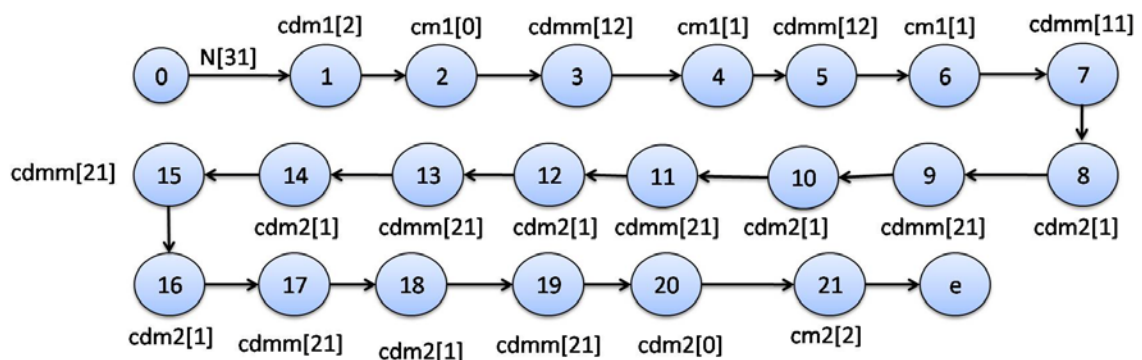 cdm1[2] cm1[0] cdmm[12] cm1[1] cdmm[12] cm1[1] cdmm[11]
0 N[31] 1 2 3 4 5 6 7
cdmm[21] 15 14 13 12 11 10 9 8
cdm2[1] cdmm[21] cdm2[1] cdmm[21] cdm2[1] cdmm[21] cdm2[1]
16 17 18 19 20 21 e
cdm2[1] cdmm[21] cdm2[1] cdmm[21] cdm2[0] cm2[2]